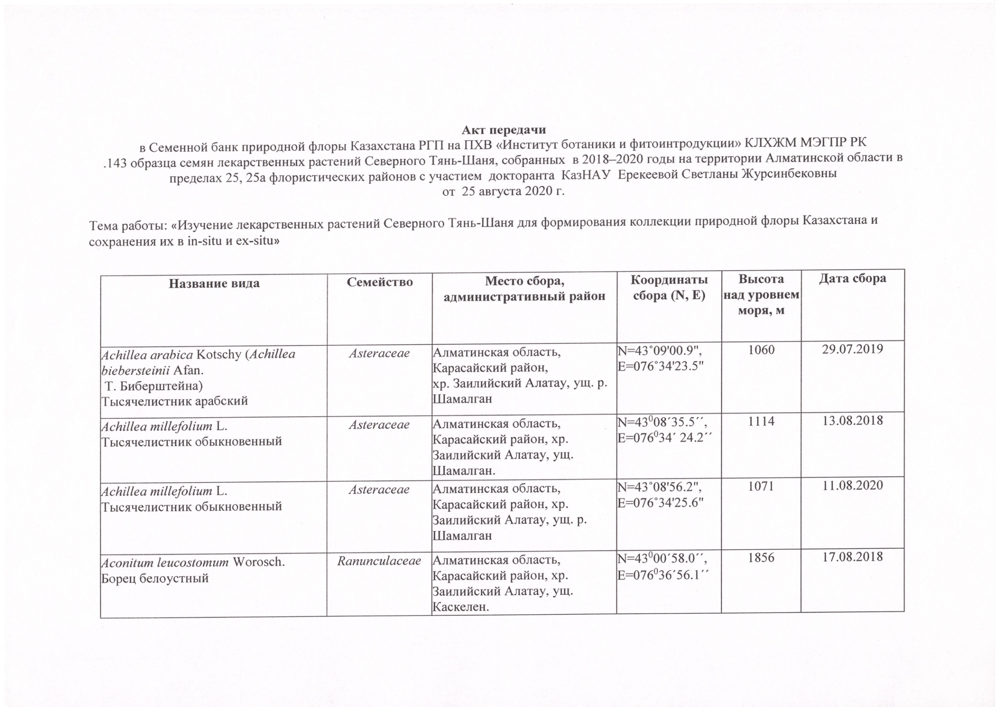 Акт передачи
в Семенной банк природной флоры Казахстана РГП на ПХВ «Институт ботаники и фитоинтродукции» КЛХЖМ МЭГПР РК
.143 образца семян лекарственных растений Северного Тянь-Шаня, собранных в 2018–2020 годы на территории Алматинской области в
пределах 25, 25а флористических районов с участием докторанта КазНАУ Ерекеевой Светланы Журсинбековны
от 25 августа 2020 г.
Тема работы: «Изучение лекарственных растений Северного Тянь-Шаня для формирования коллекции природной флоры Казахстана и
сохранения их в in-situ и ex-situ»
Название вида
Семейство
Место сбора,
административный район
Координаты
сбора (N, E)
Высота
над уровнем
моря, м
Дата сбора
Achillea arabica Kotschy (Achillea
biebersteinii Afan.
Т. Биберштейна)
Тысячелистник арабский
Asteraceae
Алматинская область,
Карасайский район,
хр. Заилийский Алатау, ущ. р.
Шамалган
N=43°09'00.9",
E=076°34'23.5"
1060
29.07.2019
Achillea millefolium L.
Тысячелистник обыкновенный
Asteraceae
Алматинская область,
Карасайский район, хр.
Заилийский Алатау, ущ.
Шамалган.
N=43⁰08´35.5´´,
E=076⁰34´ 24.2´´
1114
13.08.2018
Achillea millefolium L.
Тысячелистник обыкновенный
Asteraceae
Алматинская область,
Карасайский район, хр.
Заилийский Алатау, ущ. р.
Шамалган
N=43°08'56.2",
E=076°34'25.6"
1071
11.08.2020
Aconitum leucostomum Worosch.
Борец белоустный
Ranunculaceae
Алматинская область,
Карасайский район, хр.
Заилийский Алатау, ущ.
Каскелен.
N=43⁰00´58.0´´,
E=076⁰36´56.1´´
1856
17.08.2018